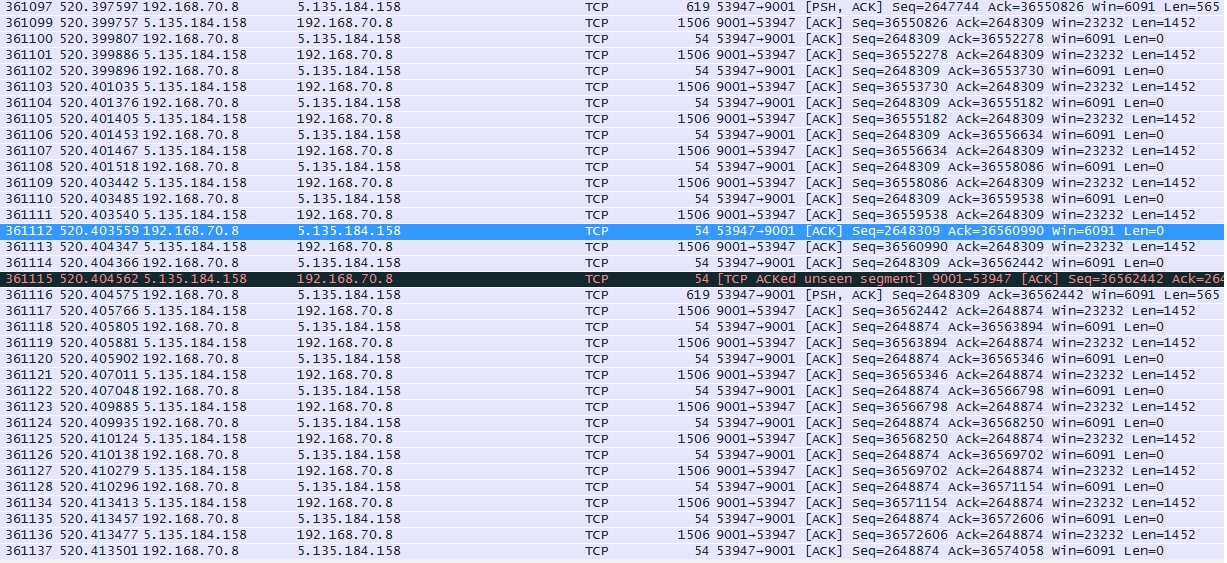 361097 520.397597 192.168.70.8 5.135.184.158 TCP 619 53947→9001 [PSH, ACK] Seq=2647744 Ack=36550826 Win=6091 Len=565
361099 520.399757 5.135.184.158 192.168.70.8 TCP 1506 9001→53947 [ACK] Seq=36550826 Ack=2648309 Win=23232 Len=1452
361100 520.399807 192.168.70.8 5.135.184.158 TCP 54 53947→9001 [ACK] Seq=2648309 Ack=36552278 Win=6091 Len=0
361101 520.399886 5.135.184.158 192.168.70.8 TCP 1506 9001→53947 [ACK] Seq=36552278 Ack=2648309 Win=23232 Len=1452
361102 520.399896 192.168.70.8 5.135.184.158 TCP 54 53947→9001 [ACK] Seq=2648309 Ack=36553730 Win=6091 Len=0
361103 520.401035 5.135.184.158 192.168.70.8 TCP 1506 9001→53947 [ACK] Seq=36553730 Ack=2648309 Win=23232 Len=1452
361104 520.401376 192.168.70.8 5.135.184.158 TCP 54 53947→9001 [ACK] Seq=2648309 Ack=36555182 Win=6091 Len=0
361105 520.401405 5.135.184.158 192.168.70.8 TCP 1506 9001→53947 [ACK] Seq=36555182 Ack=2648309 Win=23232 Len=1452
361106 520.401453 192.168.70.8 5.135.184.158 TCP 54 53947→9001 [ACK] Seq=2648309 Ack=36556634 Win=6091 Len=0
361107 520.401467 5.135.184.158 192.168.70.8 TCP 1506 9001→53947 [ACK] Seq=36556634 Ack=2648309 Win=23232 Len=1452
361108 520.401518 192.168.70.8 5.135.184.158 TCP 54 53947→9001 [ACK] Seq=2648309 Ack=36558086 Win=6091 Len=0
361109 520.403442 5.135.184.158 192.168.70.8 TCP 1506 9001→53947 [ACK] Seq=36558086 Ack=2648309 Win=23232 Len=1452
361110 520.403485 192.168.70.8 5.135.184.158 TCP 54 53947→9001 [ACK] Seq=2648309 Ack=36559538 Win=6091 Len=0
361111 520.403540 5.135.184.158 192.168.70.8 TCP 1506 9001→53947 [ACK] Seq=36559538 Ack=2648309 Win=23232 Len=1452
361112 520.403559 192.168.70.8 5.135.184.158 TCP 54 53947→9001 [ACK] Seq=2648309 Ack=36560990 Win=6091 Len=0
361113 520.404347 5.135.184.158 192.168.70.8 TCP 1506 9001→53947 [ACK] Seq=36560990 Ack=2648309 Win=23232 Len=1452
361114 520.404366 192.168.70.8 5.135.184.158 TCP 54 53947→9001 [ACK] Seq=2648309 Ack=36562442 Win=6091 Len=0
361115 520.404562 5.135.184.158 192.168.70.8 TCP 54 [TCP ACKed unseen segment] 9001→53947 [ACK] Seq=36562442 Ack=264
361116 520.404575 192.168.70.8 5.135.184.158 TCP 619 53947→9001 [PSH, ACK] Seq=2648309 Ack=36562442 Win=6091 Len=565
361117 520.405766 5.135.184.158 192.168.70.8 TCP 1506 9001→53947 [ACK] Seq=36562442 Ack=2648874 Win=23232 Len=1452
361118 520.405805 192.168.70.8 5.135.184.158 TCP 54 53947→9001 [ACK] Seq=2648874 Ack=36563894 Win=6091 Len=0
361119 520.405881 5.135.184.158 192.168.70.8 TCP 1506 9001→53947 [ACK] Seq=36563894 Ack=2648874 Win=23232 Len=1452
361120 520.405902 192.168.70.8 5.135.184.158 TCP 54 53947→9001 [ACK] Seq=2648874 Ack=36565346 Win=6091 Len=0
361121 520.407011 5.135.184.158 192.168.70.8 TCP 1506 9001→53947 [ACK] Seq=36565346 Ack=2648874 Win=23232 Len=1452
361122 520.407048 192.168.70.8 5.135.184.158 TCP 54 53947→9001 [ACK] Seq=2648874 Ack=36566798 Win=6091 Len=0
361123 520.409885 5.135.184.158 192.168.70.8 TCP 1506 9001→53947 [ACK] Seq=36566798 Ack=2648874 Win=23232 Len=1452
361124 520.409935 192.168.70.8 5.135.184.158 TCP 54 53947→9001 [ACK] Seq=2648874 Ack=36568250 Win=6091 Len=0
361125 520.410124 5.135.184.158 192.168.70.8 TCP 1506 9001→53947 [ACK] Seq=36568250 Ack=2648874 Win=23232 Len=1452
361126 520.410138 192.168.70.8 5.135.184.158 TCP 54 53947→9001 [ACK] Seq=2648874 Ack=36569702 Win=6091 Len=0
361127 520.410279 5.135.184.158 192.168.70.8 TCP 1506 9001→53947 [ACK] Seq=36569702 Ack=2648874 Win=23232 Len=1452
361128 520.410296 192.168.70.8 5.135.184.158 TCP 54 53947→9001 [ACK] Seq=2648874 Ack=36571154 Win=6091 Len=0
361134 520.413413 5.135.184.158 192.168.70.8 TCP 1506 9001→53947 [ACK] Seq=36571154 Ack=2648874 Win=23232 Len=1452
361135 520.413457 192.168.70.8 5.135.184.158 TCP 54 53947→9001 [ACK] Seq=2648874 Ack=36572606 Win=6091 Len=0
361136 520.413477 5.135.184.158 192.168.70.8 TCP 1506 9001→53947 [ACK] Seq=36572606 Ack=2648874 Win=23232 Len=1452
361137 520.413501 192.168.70.8 5.135.184.158 TCP 54 53947→9001 [ACK] Seq=2648874 Ack=36574058 Win=6091 Len=0